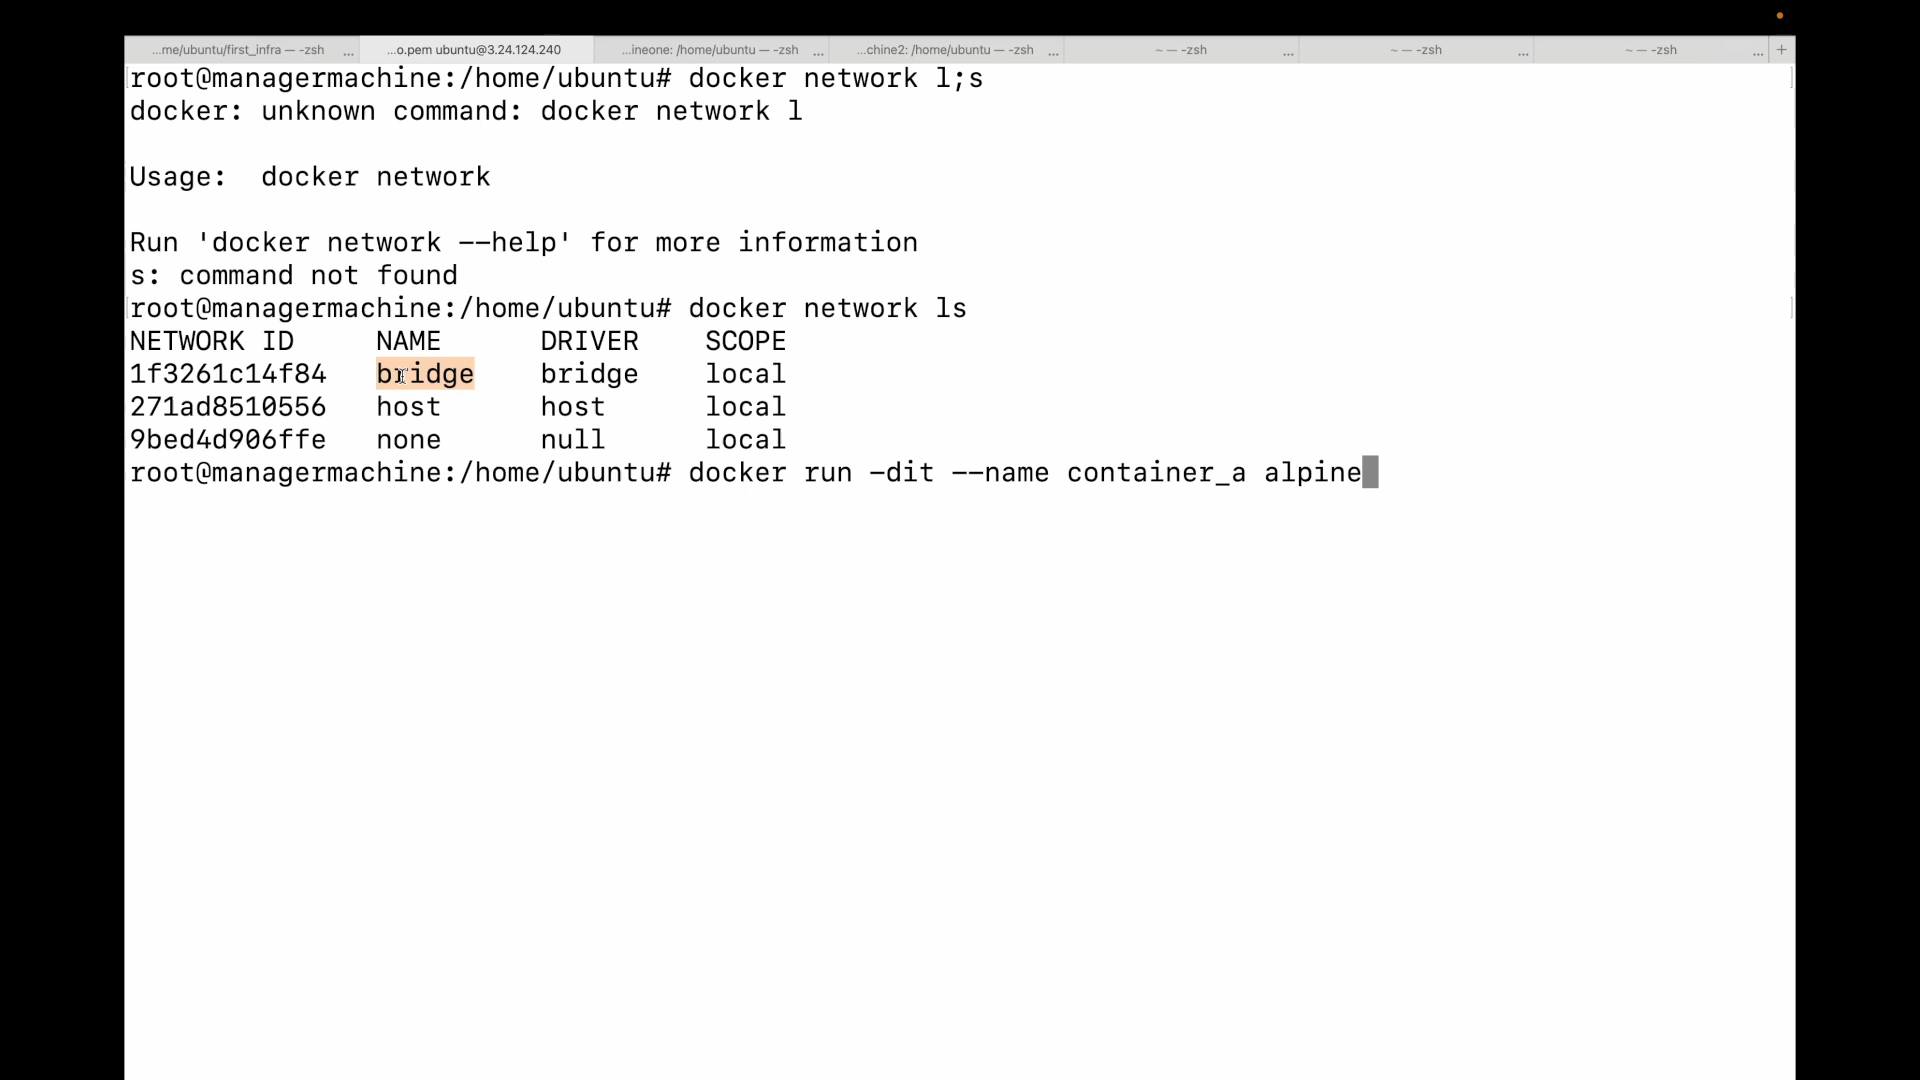 ...me/ubuntu/first_infra — -zsh ... ...o.pem ubuntu@3.24.124.240 ...ineone: /home/ubuntu — -zsh ... ...chine2: /home/ubuntu — -zsh ... ~ — -zsh ... ~ — -zsh ... ~ — -zsh ... +
root@managermachine:/home/ubuntu# docker network l;s
docker: unknown command: docker network l
Usage:  docker network
Run 'docker network --help' for more information
s: command not found
root@managermachine:/home/ubuntu# docker network ls
NETWORK ID   NAME      DRIVER    SCOPE
1f3261c14f84   bridge    bridge    local
271ad8510556   host      host      local
9bed4d906ffe   none      null      local
root@managermachine:/home/ubuntu# docker run -dit --name container_a alpine